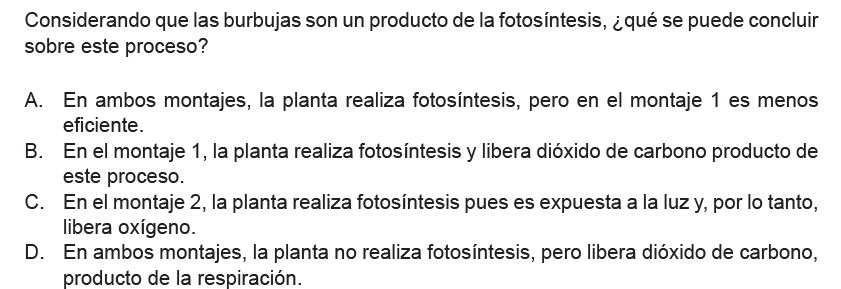 Considerando que las burbujas son un producto de la fotosíntesis, ¿qué se puede concluir
sobre este proceso?
A. En ambos montajes, la planta realiza fotosíntesis, pero en el montaje 1 es menos
eficiente.
B. En el montaje 1, la planta realiza fotosíntesis y libera dióxido de carbono producto de
este proceso.
C. En el montaje 2, la planta realiza fotosíntesis pues es expuesta a la luz y, por lo tanto,
libera oxígeno.
D. En ambos montajes, la planta no realiza fotosíntesis, pero libera dióxido de carbono,
producto de la respiración.